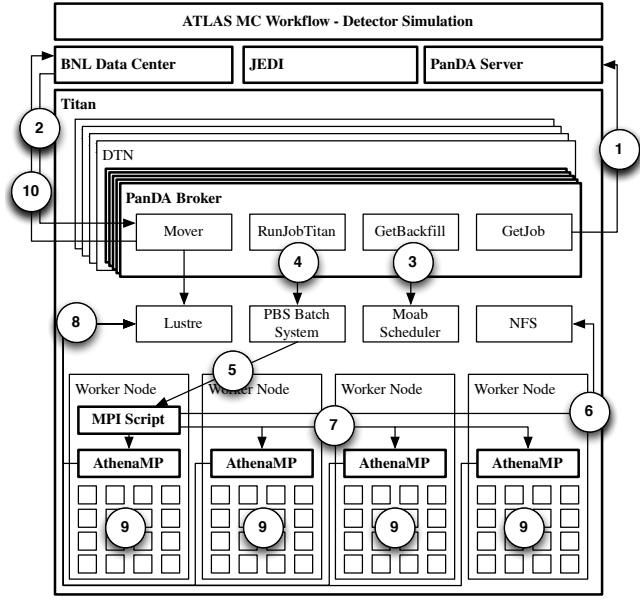 ATLAS MC Workflow - Detector Simulation
BNL Data Center
JEDI
PanDA Server
Titan
2
1
DTN
10
PanDA Broker
Mover
RunJobTitan
GetBackfill
GetJob
4
3
8
Lustre
PBS Batch
System
Moab
Scheduler
NFS
5
Worker Node
Worker Node
Worker Node
Worker Node
MPI Script
7
6
AthenaMP
AthenaMP
AthenaMP
AthenaMP
9
9
9
9